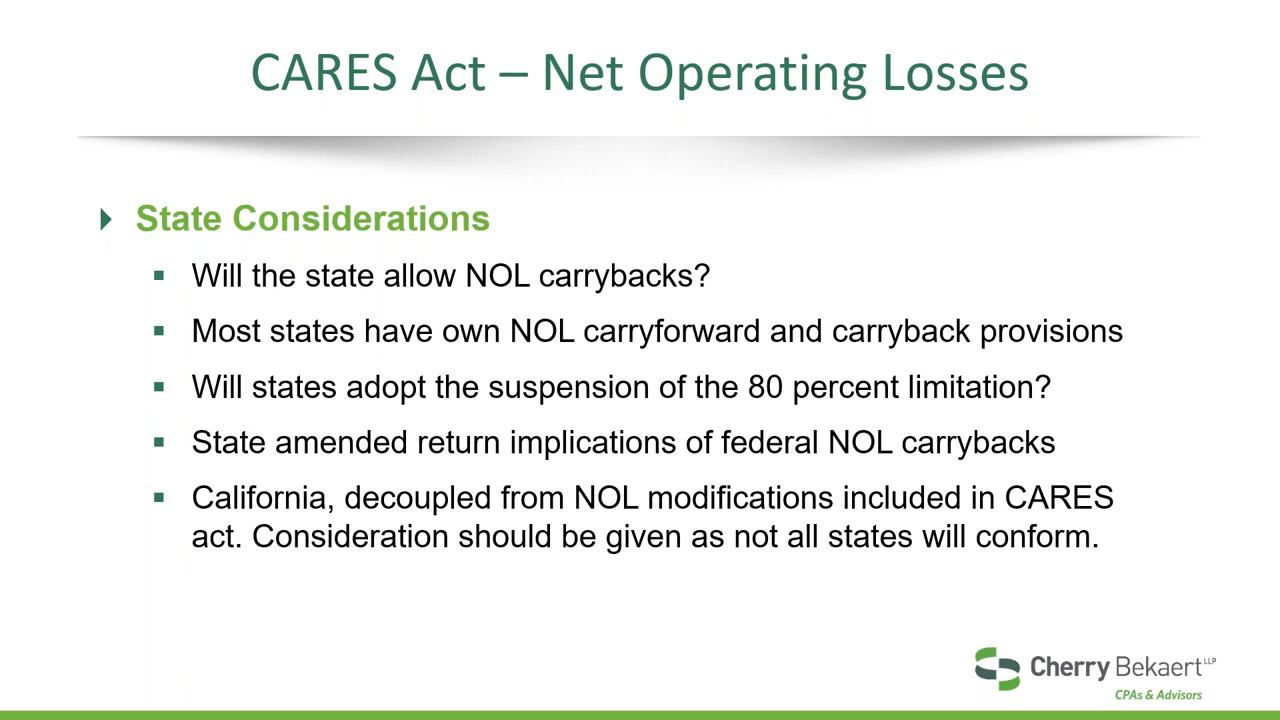 CARES Act – Net Operating Losses
State Considerations
Will the state allow NOL carrybacks?
Most states have own NOL carryforward and carryback provisions
Will states adopt the suspension of the 80 percent limitation?
State amended return implications of federal NOL carrybacks
California, decoupled from NOL modifications included in CARES
act. Consideration should be given as not all states will conform.
Cherry Bekaert LLP
CPAs & Advisors